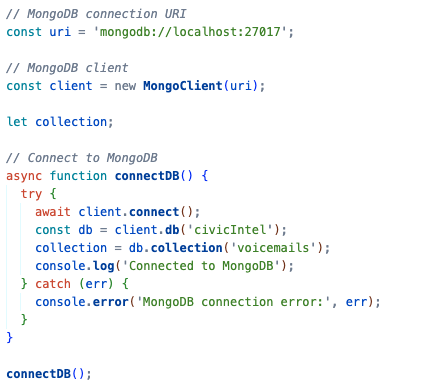 // MongoDB connection URI
const uri = 'mongodb://localhost:27017';

// MongoDB client
const client = new MongoClient(uri);

let collection;

// Connect to MongoDB
async function connectDB() {
  try {
    await client.connect();
    const db = client.db('civicIntel');
    collection = db.collection('voicemails');
    console.log('Connected to MongoDB');
  } catch (err) {
    console.error('MongoDB connection error:', err);
  }
}

connectDB();